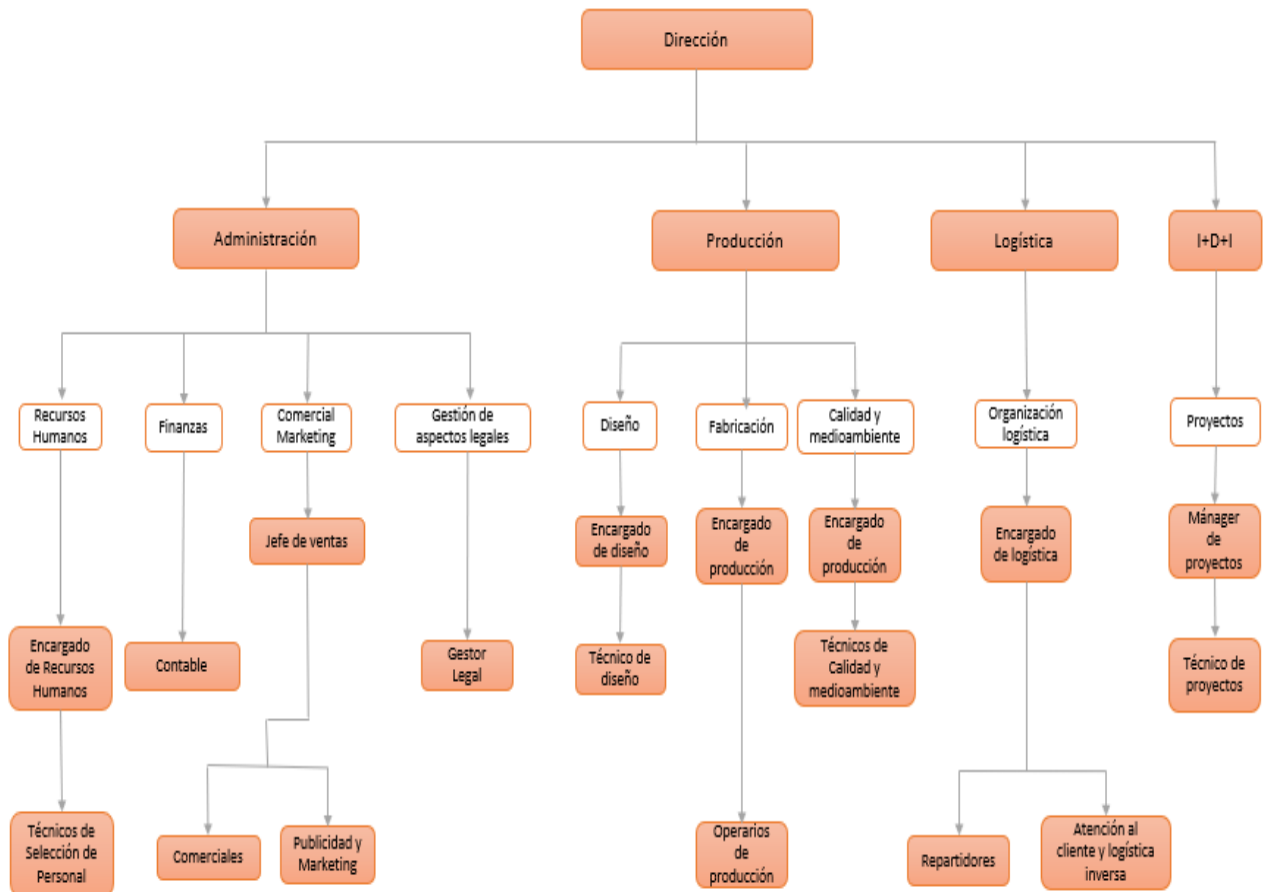 Dirección
Administración
Producción
Logística
I+D+I
Recursos
Humanos
Finanzas
Comercial
Marketing
Gestión de
aspectos legales
Diseño
Fabricación
Calidad y
medioambiente
Organización
logística
Proyectos
Jefe de ventas
Encargado
de diseño
Encargado
de
producción
Encargado
de
producción
Encargado
de logística
Mánager
de
proyectos
Encargado
de Recursos
Humanos
Contable
Gestor
Legal
Técnico de
diseño
Técnicos de
Calidad y
medioambiente
Técnico de
proyectos
Técnicos de
Selección de
Personal
Comerciales
Publicidad y
Marketing
Operarios
de
producción
Repartidores
Atención al
cliente y logística
inversa